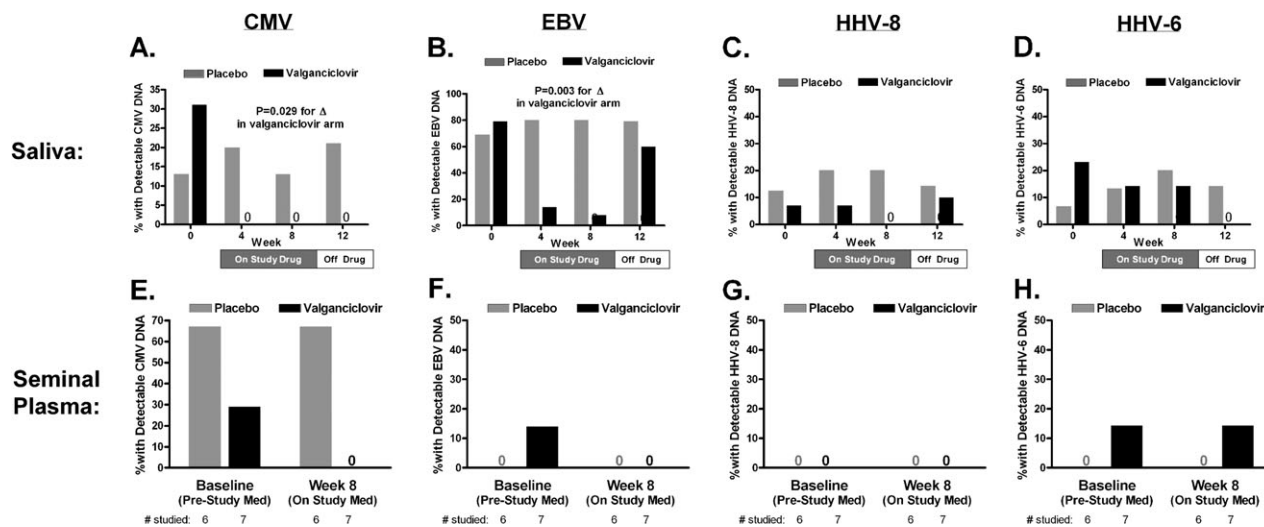 CMV
EBV
HHV-8
HHV-6
Saliva:
A.
Placebo Valganciclovir
P=0.029 for Δ
in valganciclovir arm
% with Detectable CMV DNA
35
30
25
20
15
10
5
0
0 0 0
0 4 8 12
Week
On Study Drug Off Drug
B.
Placebo Valganciclovir
P=0.003 for Δ
in valganciclovir arm
% with Detectable EBV DNA
100
80
60
40
20
0
0 4 8 12
Week
On Study Drug Off Drug
C.
Placebo Valganciclovir
% with Detectable HHV-8 DNA
50
40
30
20
10
0
0
0 4 8 12
Week
On Study Drug Off Drug
D.
Placebo Valganciclovir
% with Detectable HHV-6 DNA
50
40
30
20
10
0
0
0 4 8 12
Week
On Study Drug Off Drug
Seminal
Plasma:
E.
Placebo Valganciclovir
%with Detectable CMV DNA
70
60
50
40
30
20
10
0
0
Baseline Week 8
(Pre-Study Med) (On Study Med)
# studied: 6 7 6 7
F.
Placebo Valganciclovir
%with Detectable EBV DNA
50
40
30
20
10
0
0 0 0
Baseline Week 8
(Pre-Study Med) (On Study Med)
# studied: 6 7 6 7
G.
Placebo Valganciclovir
%with Detectable HHV-8 DNA
50
40
30
20
10
0
0 0 0 0
Baseline Week 8
(Pre-Study Med) (On Study Med)
# studied: 6 7 6 7
H.
Placebo Valganciclovir
%with Detectable HHV-6 DNA
50
40
30
20
10
0
0 0
Baseline Week 8
(Pre-Study Med) (On Study Med)
# studied: 6 7 6 7